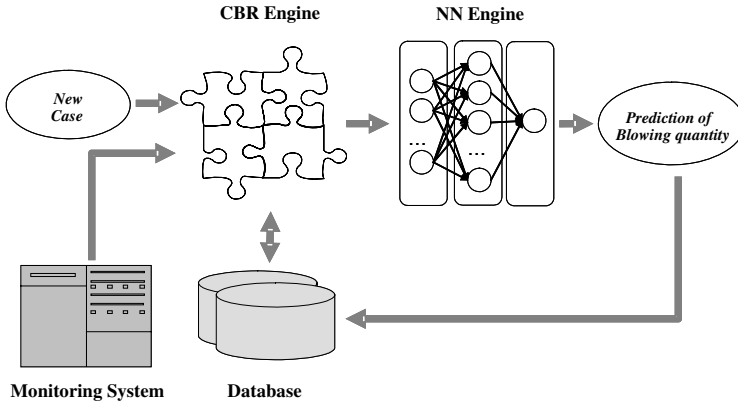 CBR Engine
NN Engine
New
Case
...
...
Prediction of
Blowing quantity
Monitoring System
Database